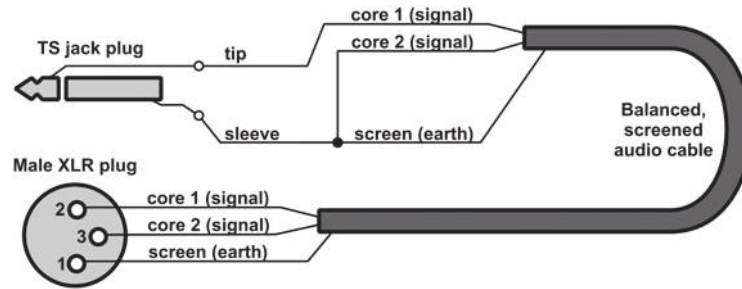 core 1 (signal)
TS jack plug
tip
core 2 (signal)
sleeve
screen (earth)
Balanced,
screened
audio cable
Male XLR plug
2
core 1 (signal)
3
core 2 (signal)
1
screen (earth)